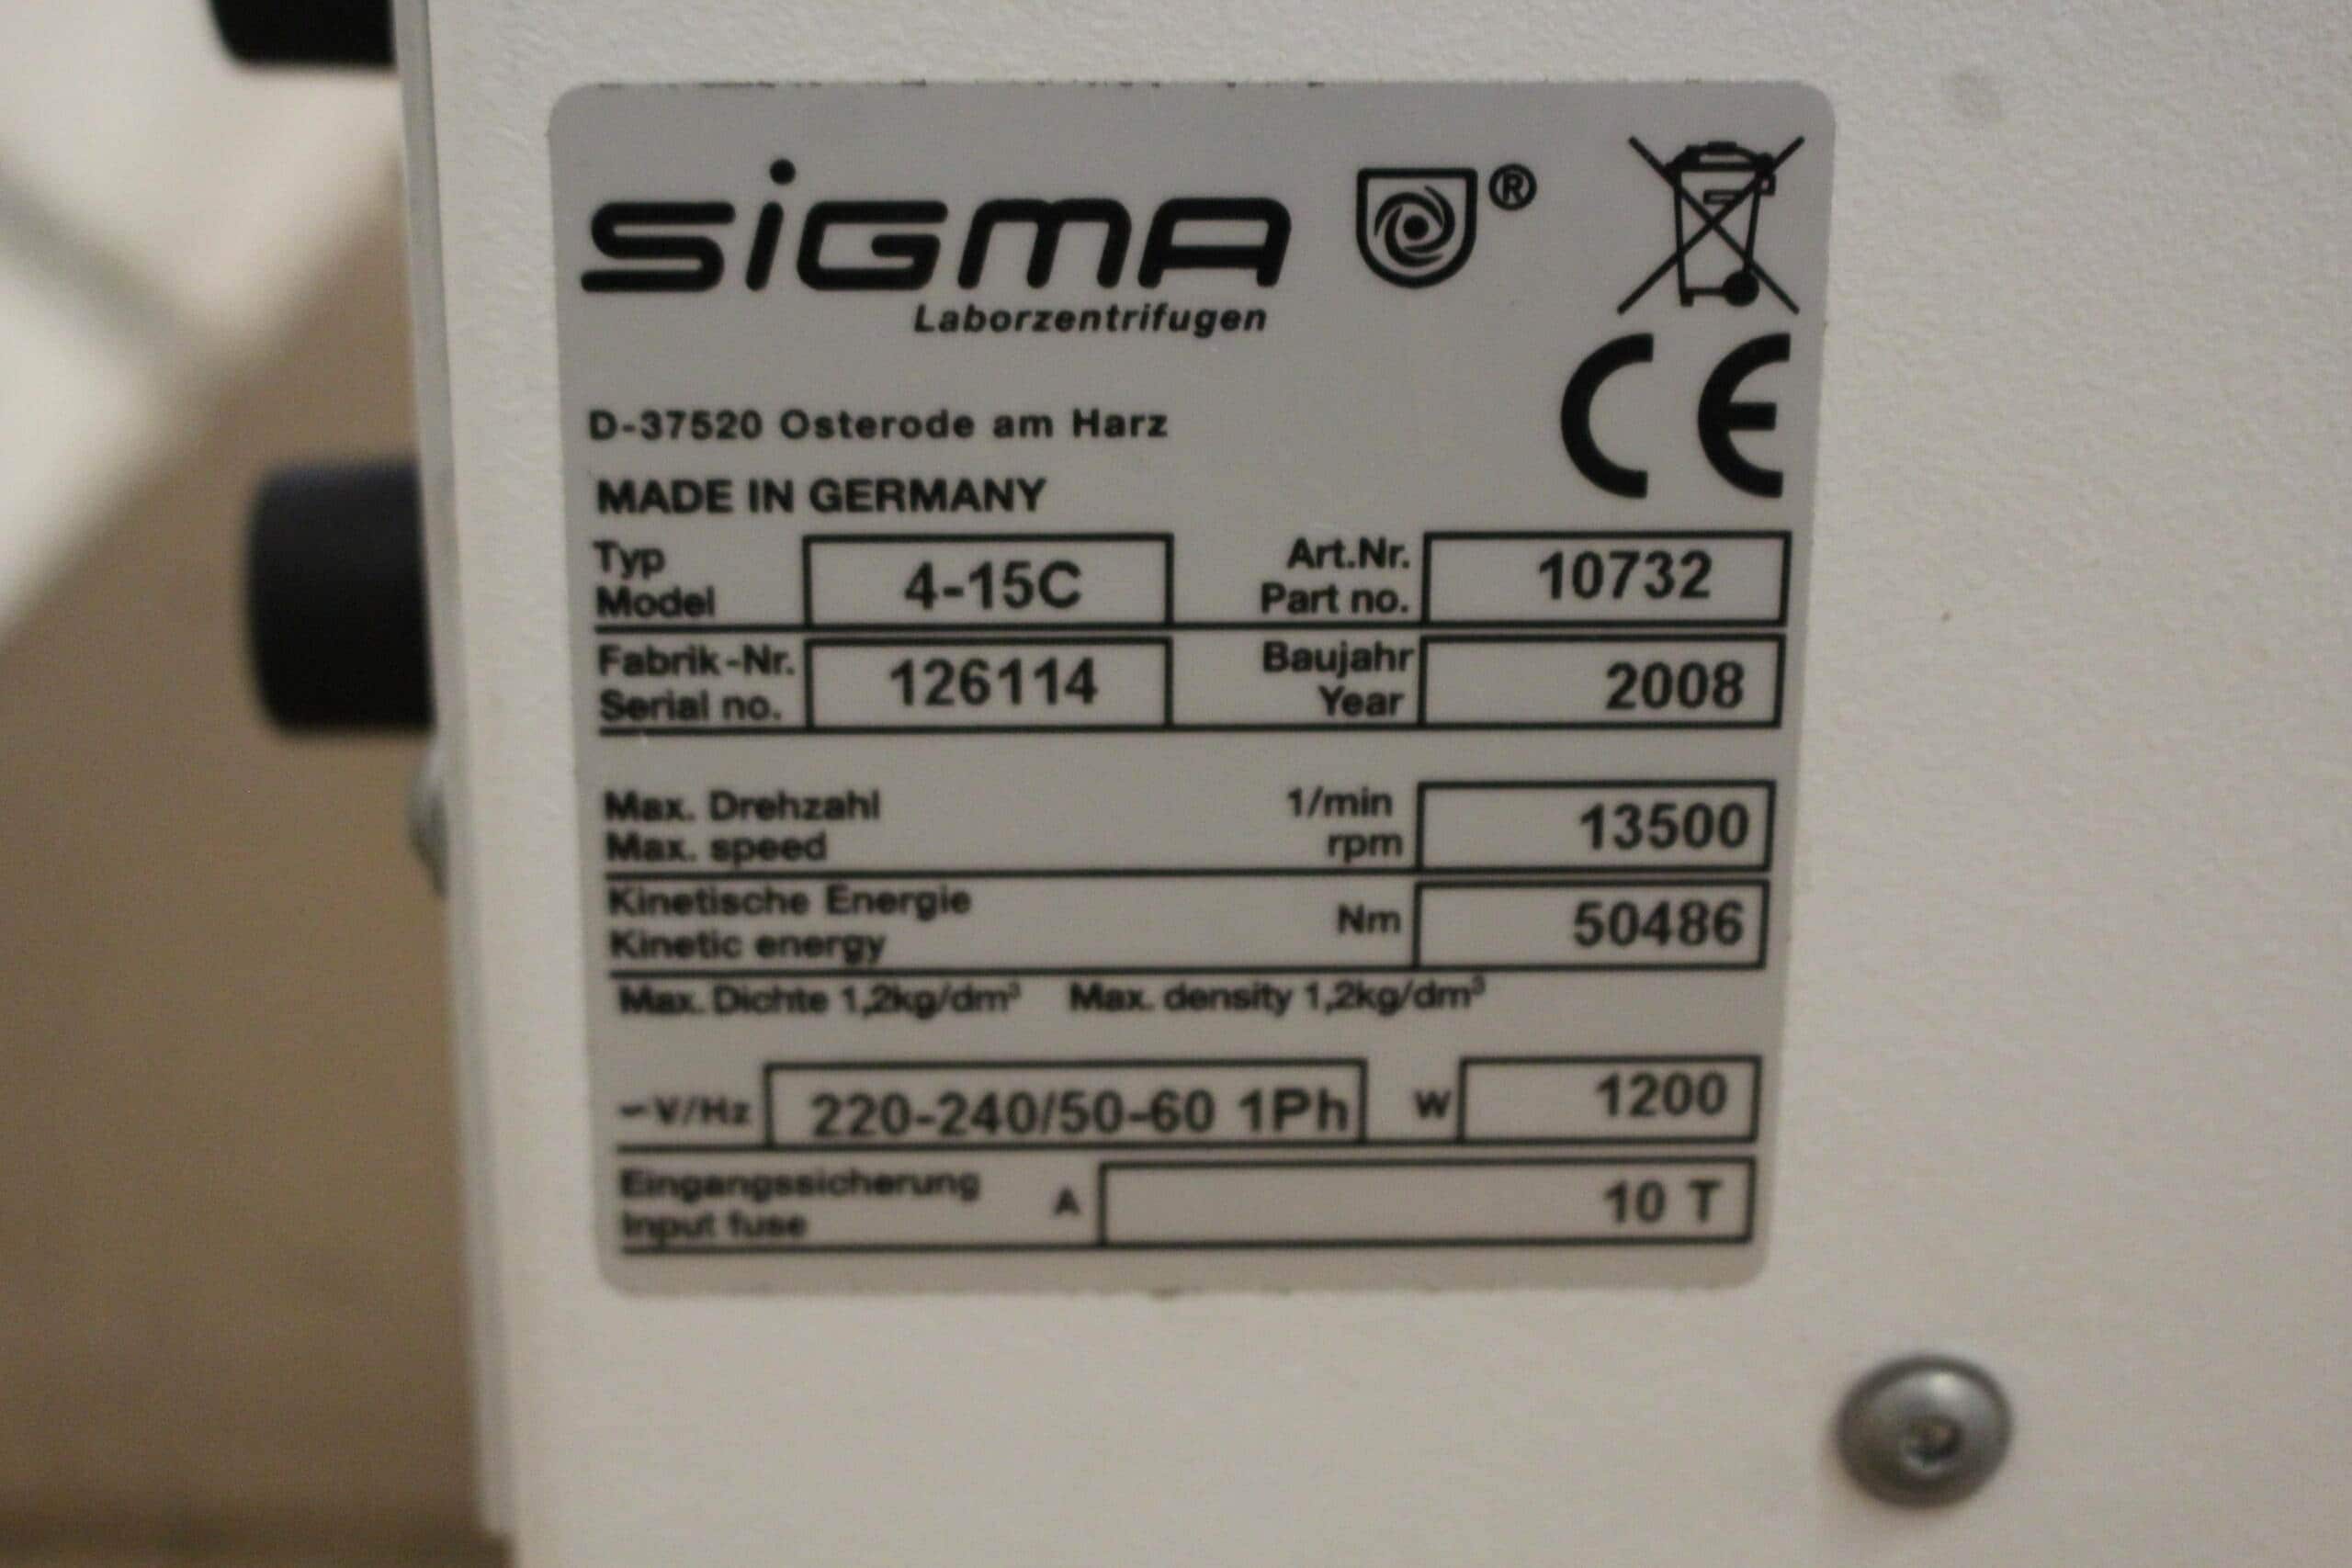 sigma ®
Laborzentrifugen
D-37520 Osterode am Harz
CE
MADE IN GERMANY
Typ
Model 4-15C Art.Nr.
Part no. 10732
Fabrik-Nr.
Serial no. 126114 Baujahr
Year 2008
Max. Drehzahl 1/min
Max. speed rpm 13500
Kinetische Energie
Kinetic energy Nm 50486
Max. Dichte 1,2kg/dm³ Max. density 1,2kg/dm³
~V/Hz 220-240/50-60 1Ph W 1200
Eingangssicherung
Input fuse A 10 T